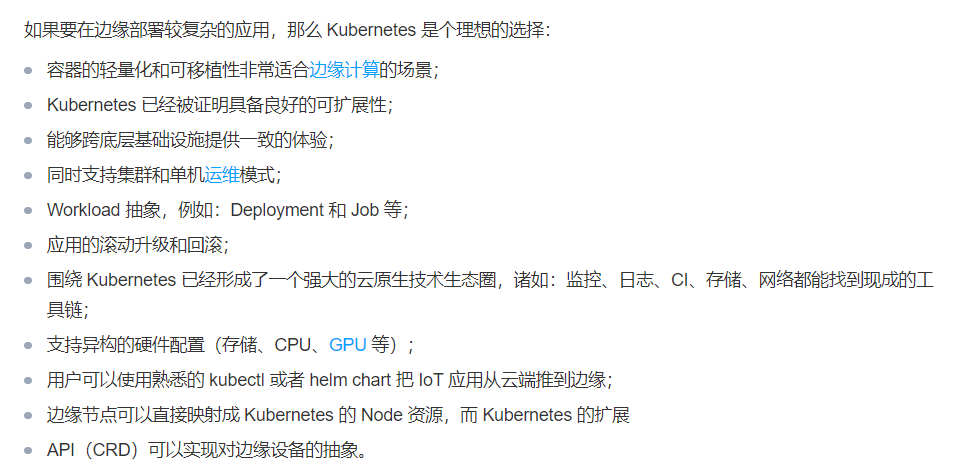 如果要在边缘部署较复杂的应用，那么 Kubernetes 是个理想的选择：
容器的轻量化和可移植性非常适合边缘计算的场景；
Kubernetes 已经被证明具备良好的可扩展性；
能够跨底层基础设施提供一致的体验；
同时支持集群和单机运维模式；
Workload 抽象，例如：Deployment 和 Job 等；
应用的滚动升级和回滚；
围绕 Kubernetes 已经形成了一个强大的云原生技术生态圈，诸如：监控、日志、CI、存储、网络都能找到现成的工
具链；
支持异构的硬件配置（存储、CPU、GPU 等）；
用户可以使用熟悉的 kubectl 或者 helm chart 把 IoT 应用从云端推到边缘；
边缘节点可以直接映射成 Kubernetes 的 Node 资源，而 Kubernetes 的扩展
API（CRD）可以实现对边缘设备的抽象。